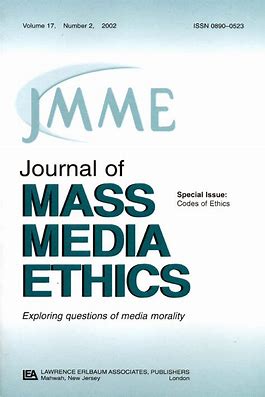 Volume 17, Number 2, 2002 ISSN 0890–0523
JMME
Journal of
MASS
MEDIA
ETHICS
Special Issue:
Codes of Ethics
Exploring questions of media morality
LEA LAWRENCE ERLBAUM ASSOCIATES, PUBLISHERS
Mahwah, New Jersey London